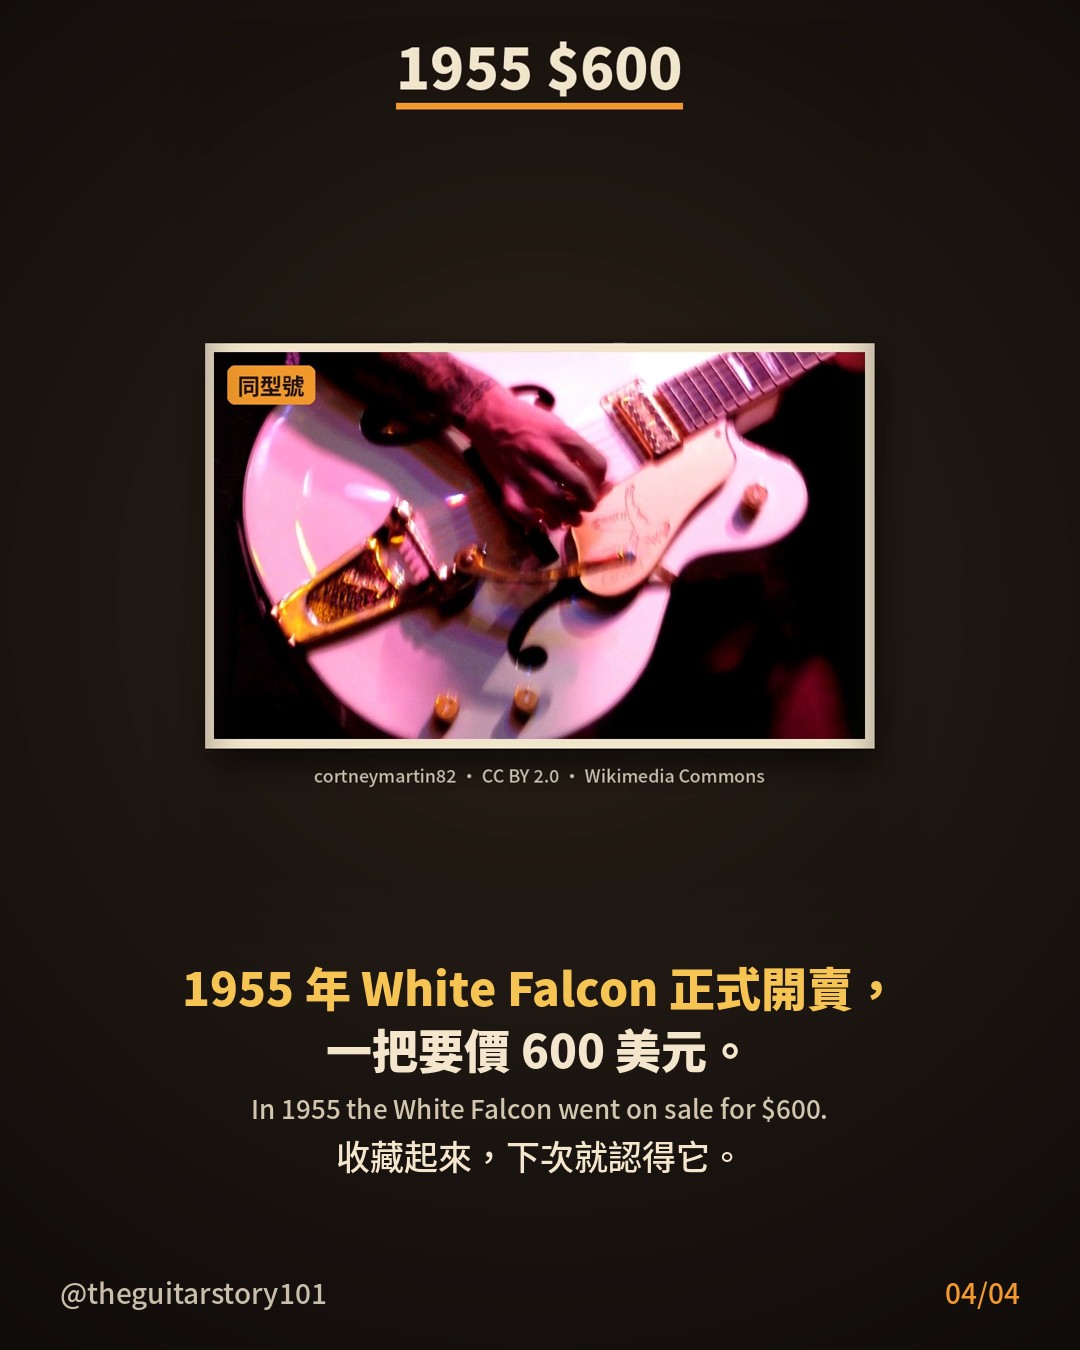 1955 $600
同型號
cortneymartin82 • CC BY 2.0 • Wikimedia Commons
1955 年 White Falcon 正式開賣，
一把要價 600 美元。
In 1955 the White Falcon went on sale for $600.
收藏起來，下次就認得它。
@theguitarstory101
04/04